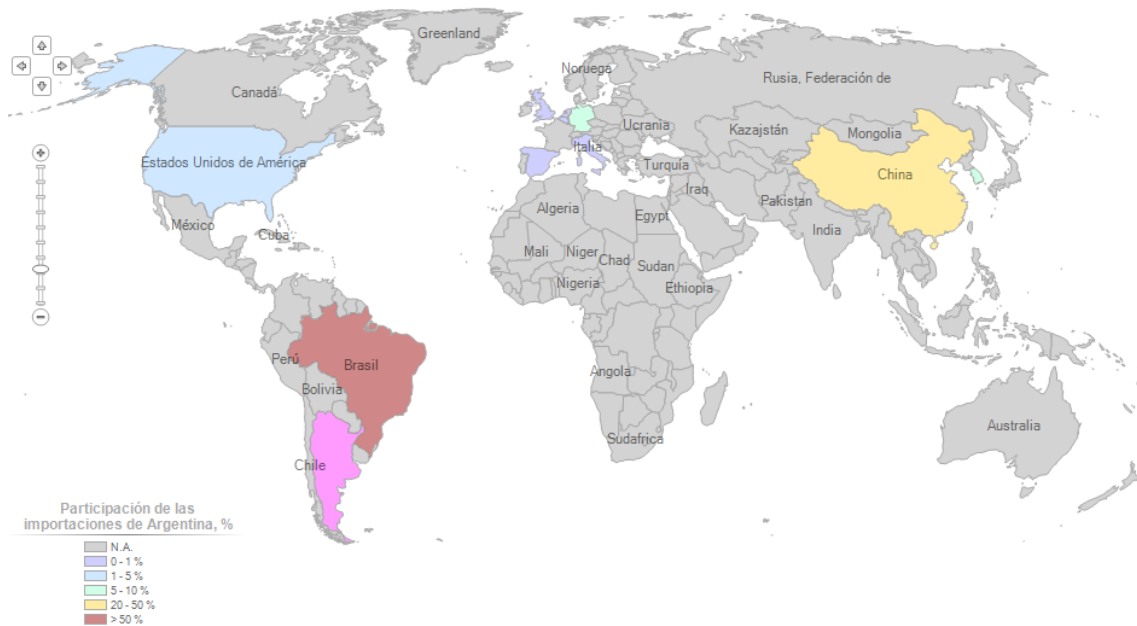 Greenland
Noruega
Rusia, Federación de
Canadá
Ucrania
Kazajstán
Mongolia
Italia
Estados Unidos de América
Turquía
China
Iraq
Pakistán
México
Algeria
Egypt
India
Cuba
Mali
Niger
Chad
Sudan
Nigeria
Ethiopia
Perú
Brasil
Angola
Bolivia
Australia
Sudafrica
Chile
Participación de las
importaciones de Argentina, %
N.A.
0 - 1 %
1 - 5 %
5 - 10 %
20 - 50 %
> 50 %